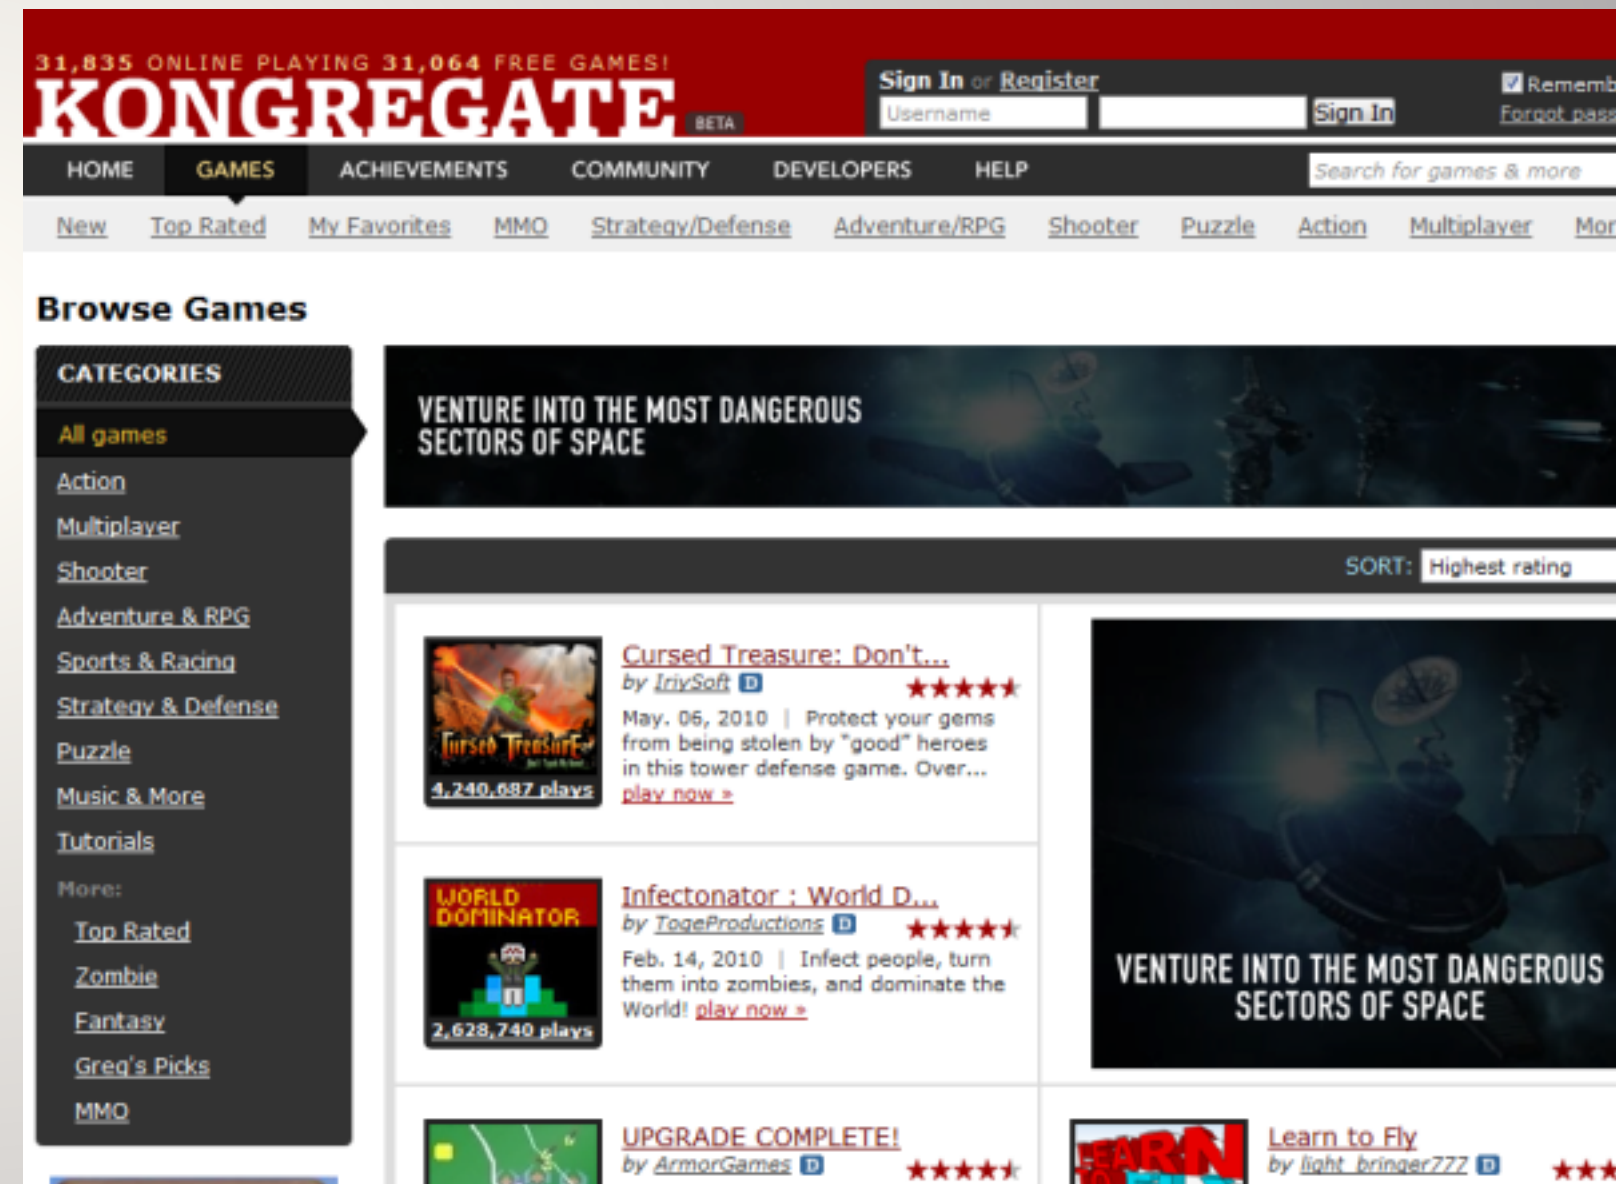 31,835 ONLINE PLAYING 31,064 FREE GAMES!
KONGREGATE BETA
Sign In or Register
Username
Sign In
Rememb
Forgot pass
HOME GAMES ACHIEVEMENTS COMMUNITY DEVELOPERS HELP
Search for games & more
New Top Rated My Favorites MMO Strategy/Defense Adventure/RPG Shooter Puzzle Action Multiplayer Mor
Browse Games
CATEGORIES
All games
Action
Multiplayer
Shooter
Adventure & RPG
Sports & Racing
Strategy & Defense
Puzzle
Music & More
Tutorials
More:
Top Rated
Zombie
Fantasy
Greg's Picks
MMO
VENTURE INTO THE MOST DANGEROUS
SECTORS OF SPACE
SORT: Highest rating
Cursed Treasure
4,240,687 plays
Cursed Treasure: Don't...
by IriySoft D
May. 06, 2010 | Protect your gems
from being stolen by "good" heroes
in this tower defense game. Over...
play now »
WORLD
DOMINATOR
2,628,740 plays
Infectonator : World D...
by TogeProductions D
Feb. 14, 2010 | Infect people, turn
them into zombies, and dominate the
World! play now »
VENTURE INTO THE MOST DANGEROUS
SECTORS OF SPACE
UPGRADE COMPLETE!
by ArmorGames D
LEARN
Learn to Fly
by light_bringer777 D